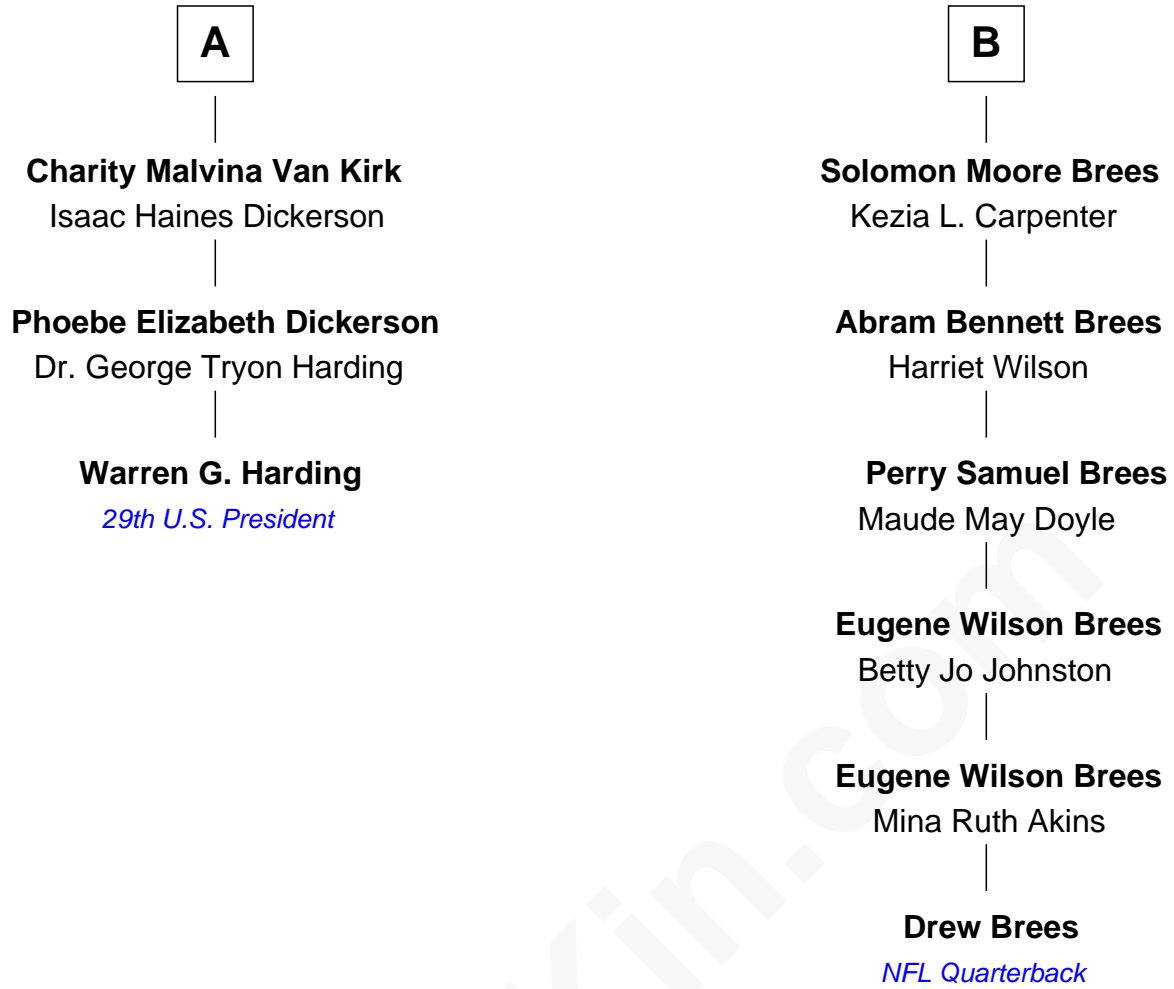 A
Charity Malvina Van Kirk
Isaac Haines Dickerson
Phoebe Elizabeth Dickerson
Dr. George Tryon Harding
Warren G. Harding
29th U.S. President
B
Solomon Moore Brees
Kezia L. Carpenter
Abram Bennett Brees
Harriet Wilson
Perry Samuel Brees
Maude May Doyle
Eugene Wilson Brees
Betty Jo Johnston
Eugene Wilson Brees
Mina Ruth Akins
Drew Brees
NFL Quarterback